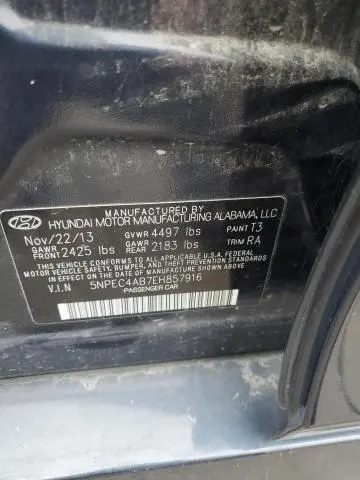 MANUFACTURED BY
HYUNDAI MOTOR MANUFACTURING ALABAMA, LLC
Nov/22/13 GVWR 4497 lbs PAINT T3
GAWR FRONT 2425 lbs GAWR REAR 2183 lbs TRIM RA
THIS VEHICLE CONFORMS TO ALL APPLICABLE U.S.A. FEDERAL
MOTOR VEHICLE SAFETY, BUMPER, AND THEFT PREVENTION
STANDARDS IN EFFECT ON THE DATE OF MANUFACTURE SHOWN ABOVE.
V.I.N 5NPEC4AB7EH857916
PASSENGER CAR